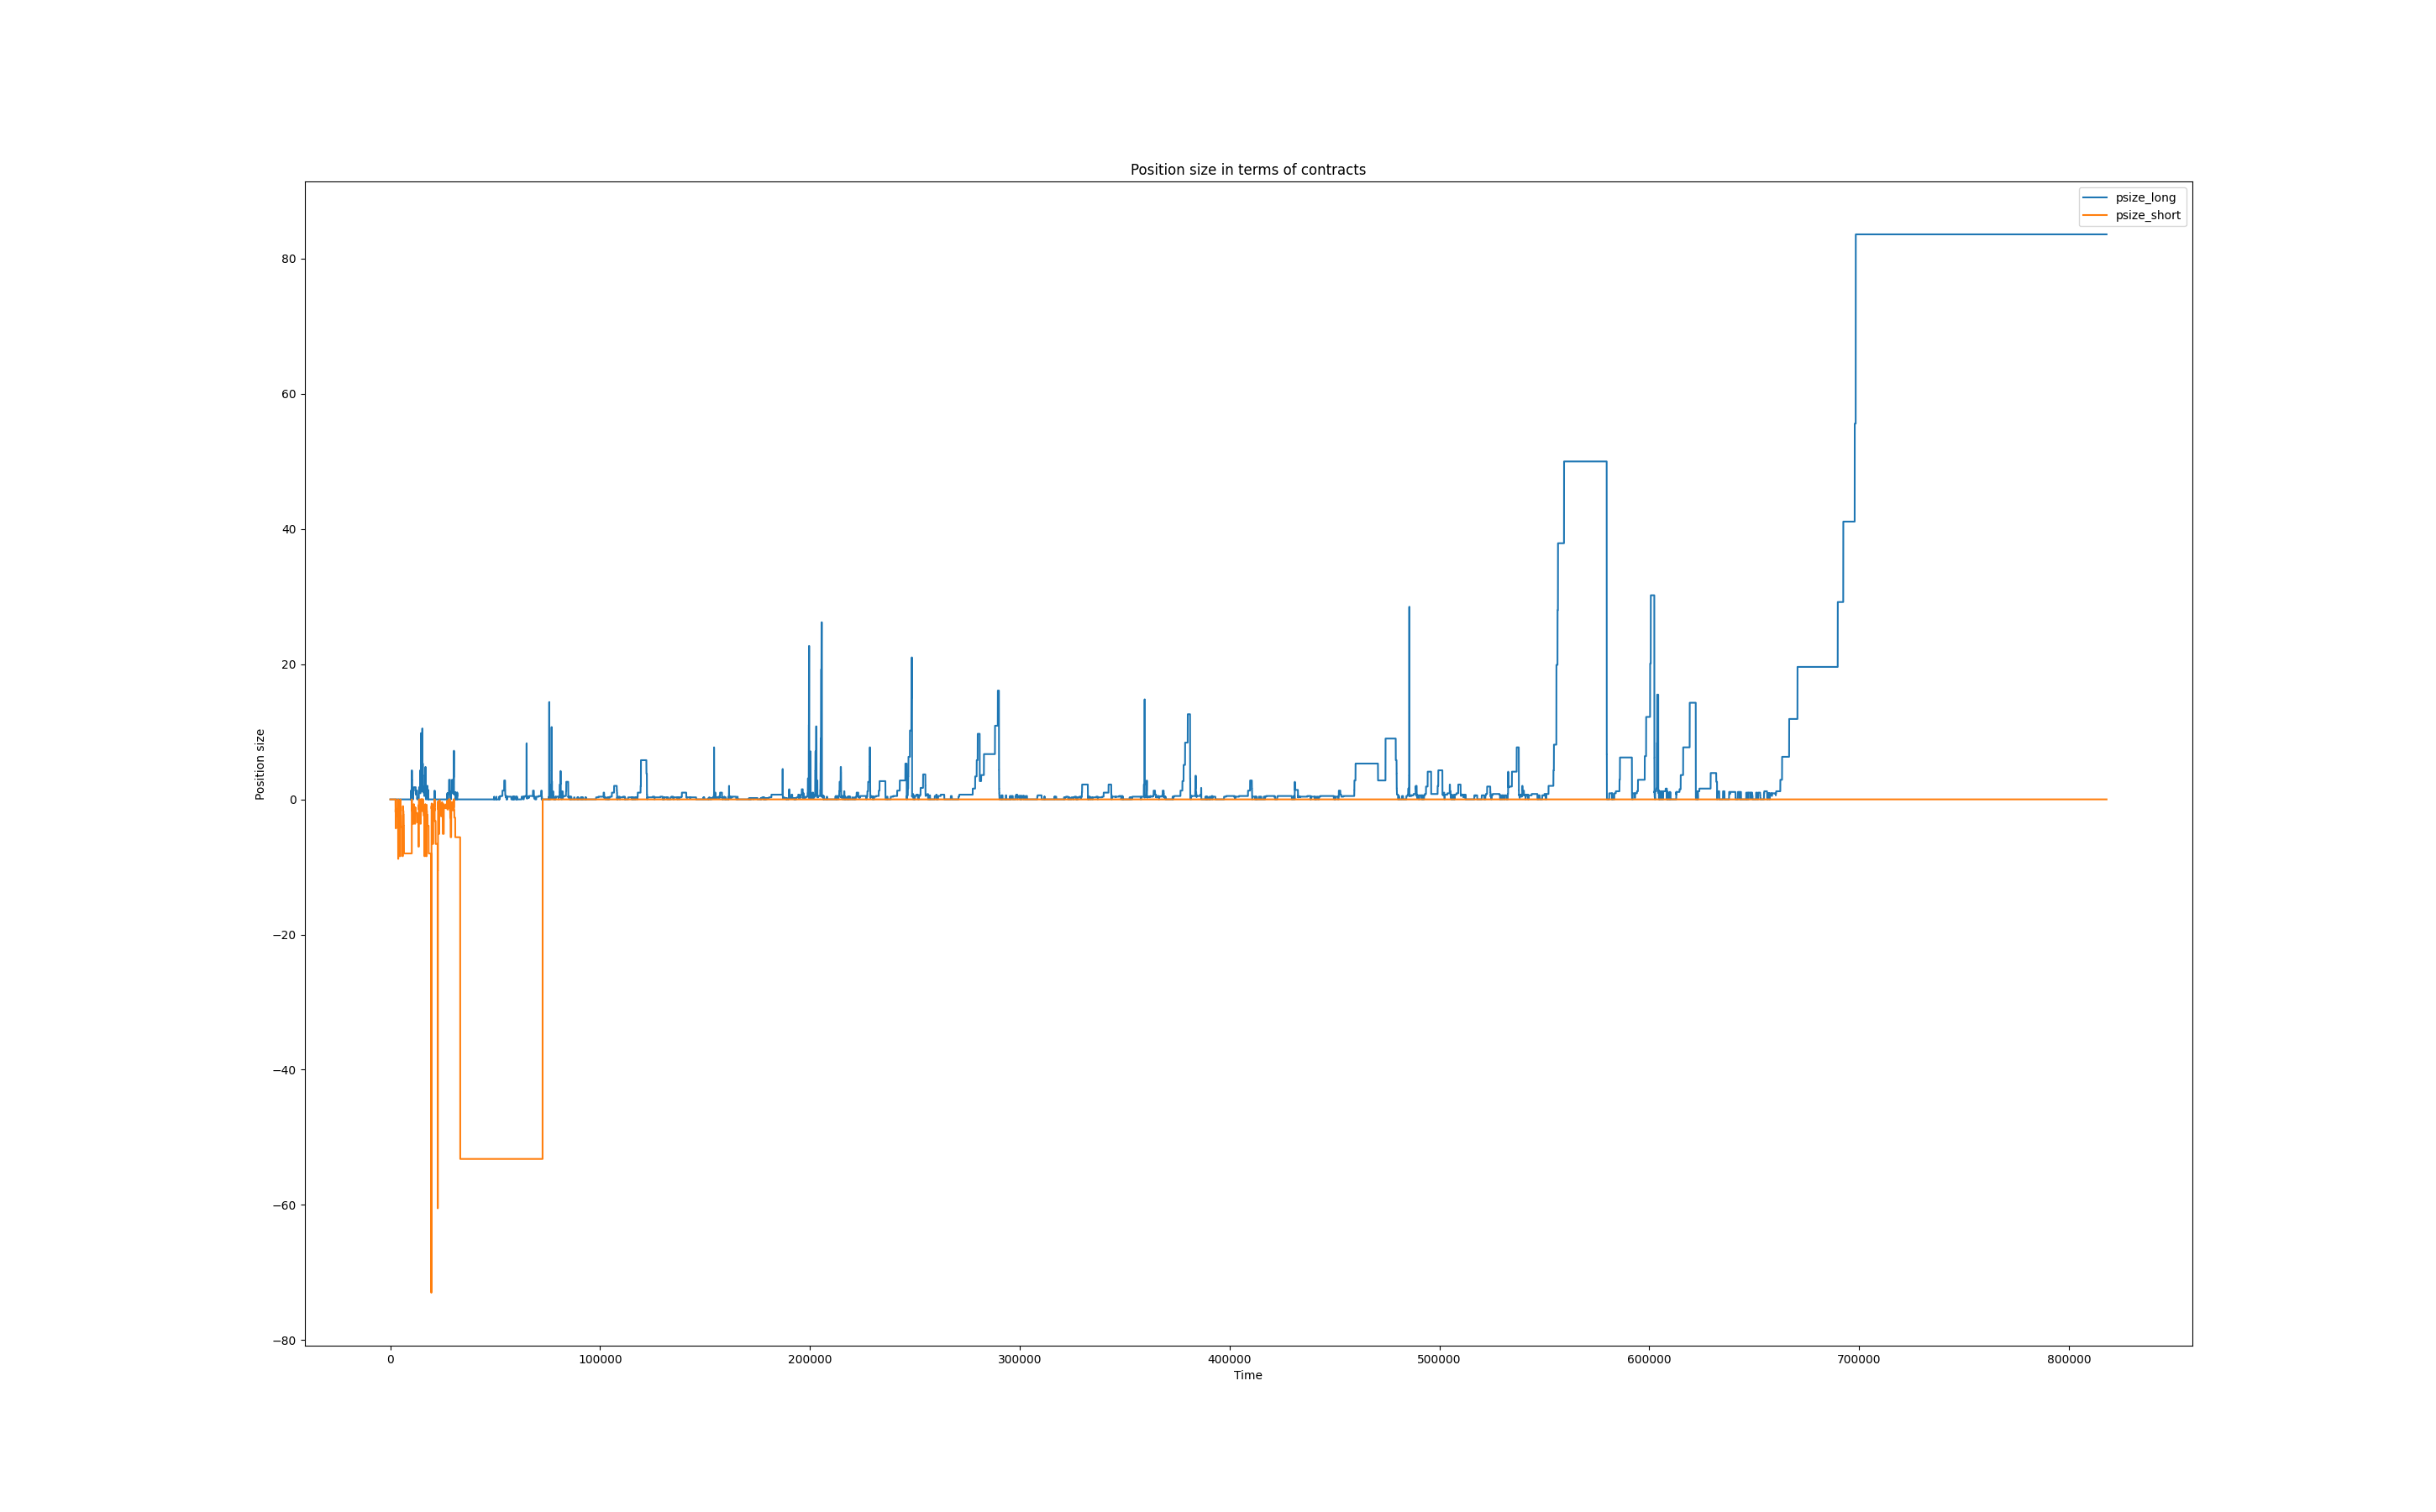 Position size in terms of contracts
psize_long
psize_short
80
60
40
20
0
−20
−40
−60
−80
Position size
0 100000 200000 300000 400000 500000 600000 700000 800000
Time